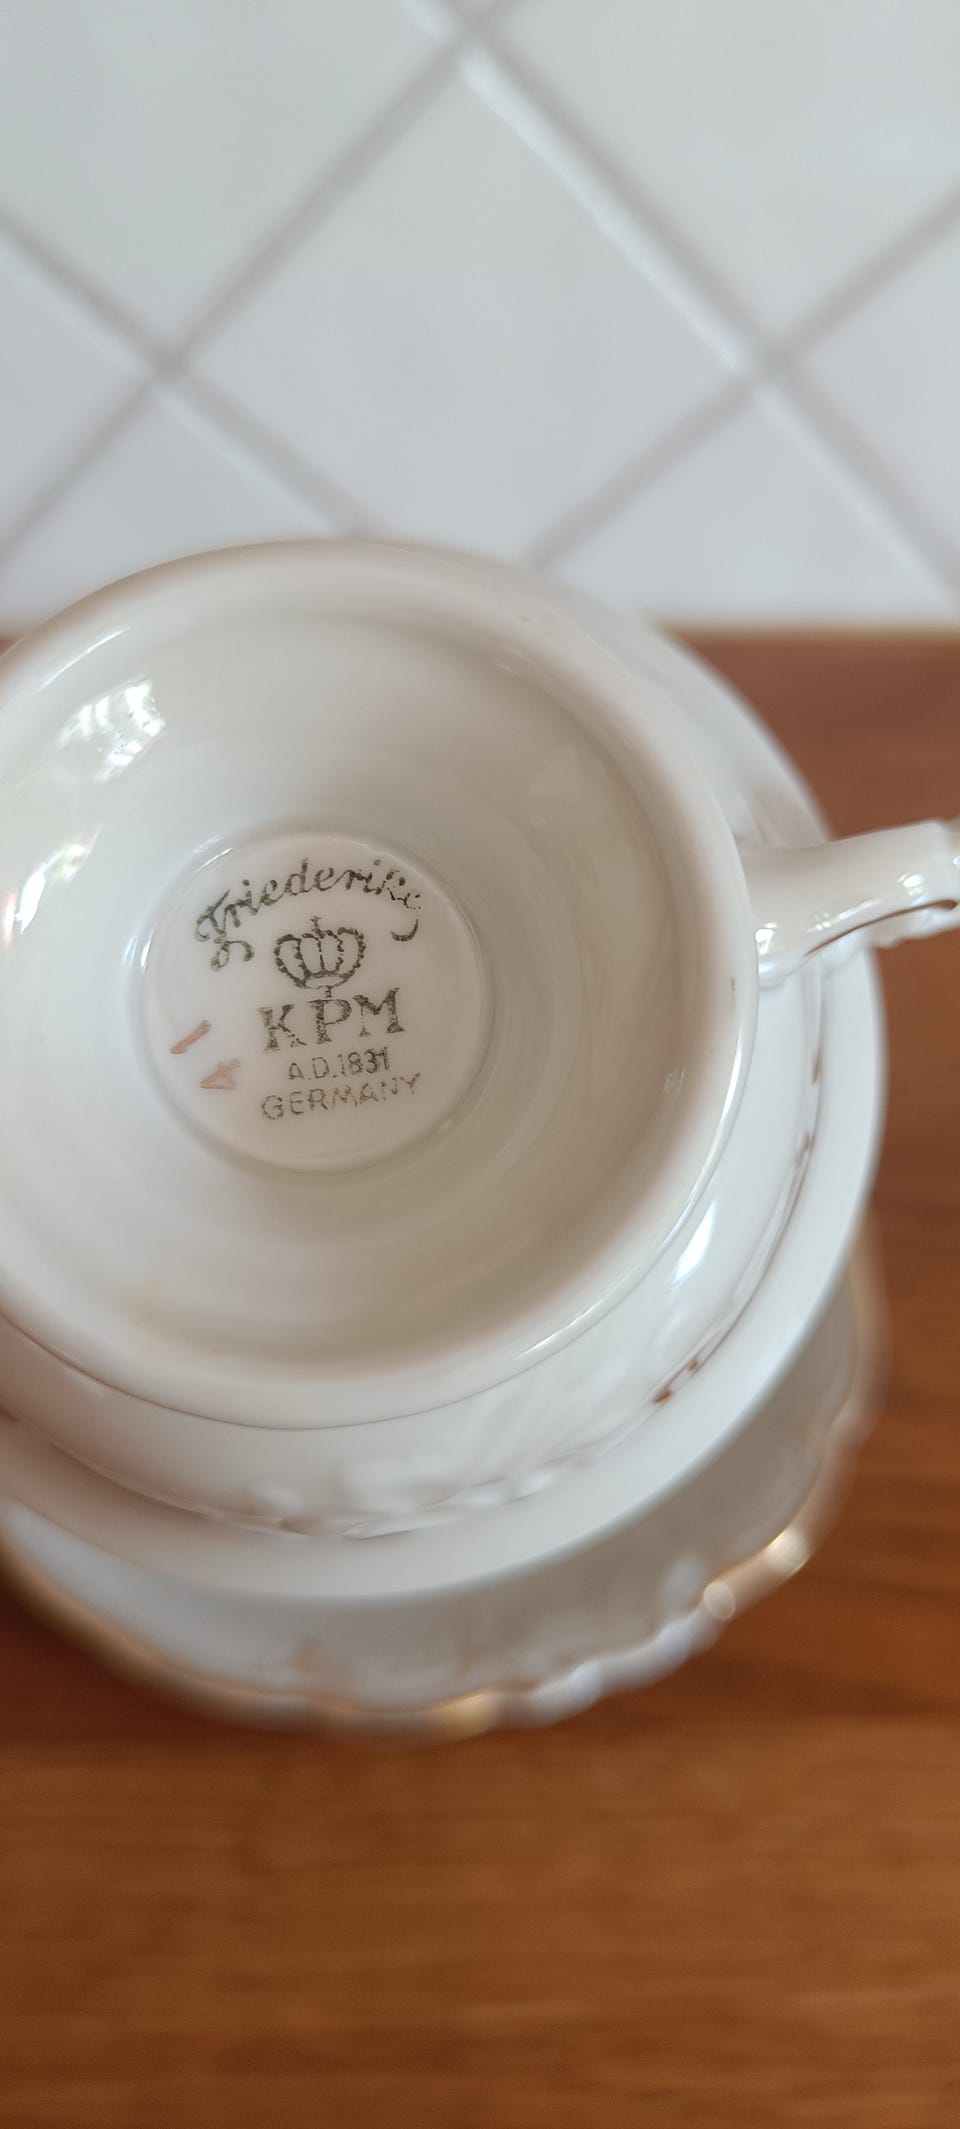 Friederike
KPM
A.D.1831
GERMANY